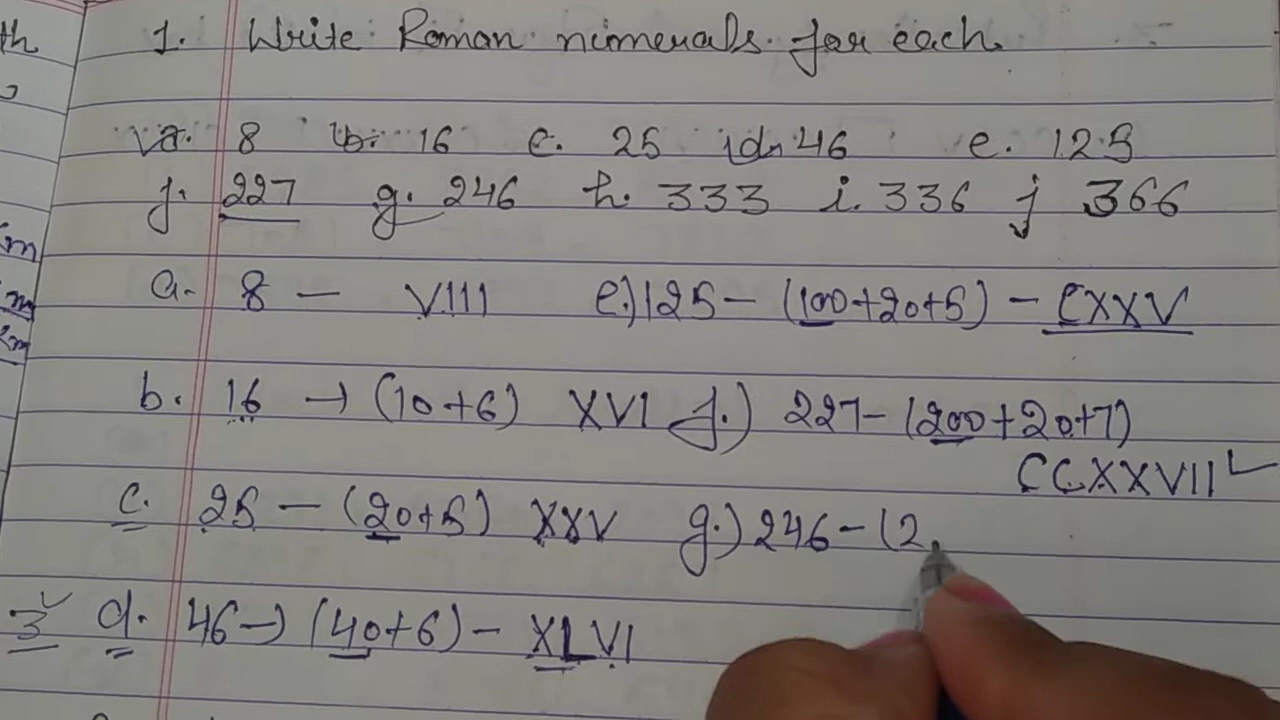 th
1. Write Roman numerals for each.
a. 8 b. 16 c. 25 d. 46 e. 125
f. 227 g. 246 h. 333 i. 336 j 366
m
a. 8 — VIII e.) 125 – (100+20+5) – CXXV
b. 16 → (10+6) XVI f.) 227 – (200+20+7)
CCXXVII
c. 25 – (20+5) XXV g.) 246 – (2
3 d. 46 → (40+6) – XLVI